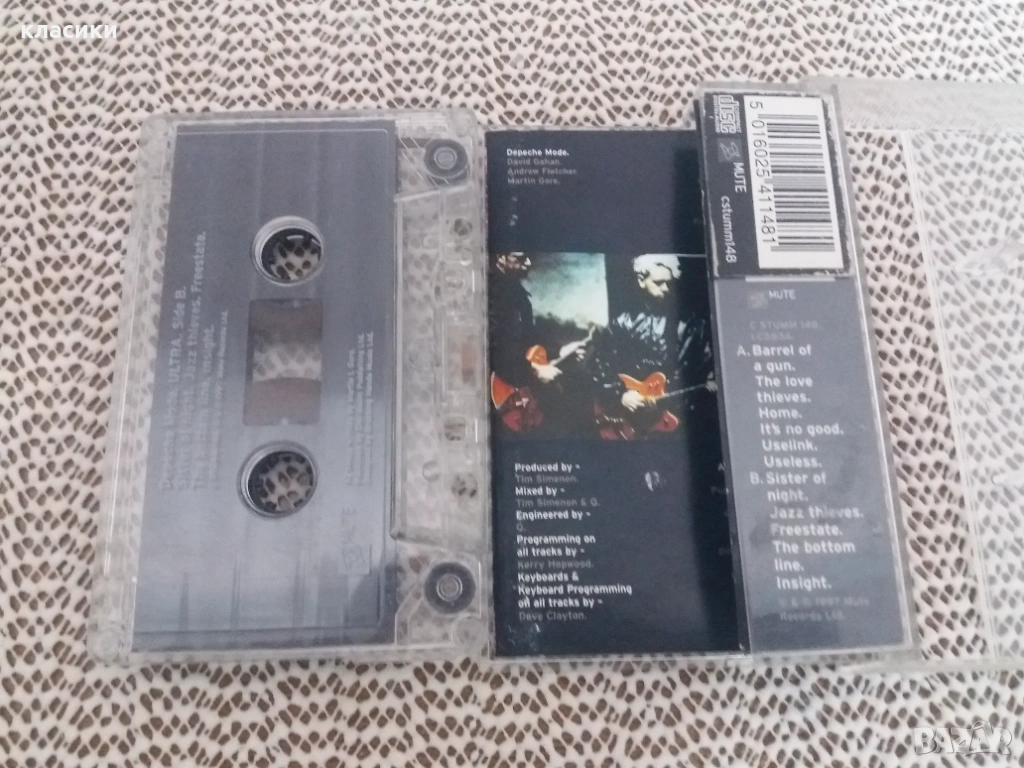 класики
Depeche Mode. ULTRA. Side B.
Sister of night. Jazz thieves. Freestate.
The bottom line. Insight.
MUTE
Depeche Mode.
David Gahan.
Andrew Fletcher.
Martin Gore.
Produced by -
Tim Simenon.
Mixed by -
Tim Simenon & Q.
Engineered by -
Q.
Programming on
all tracks by -
Kerry Hopwood.
Keyboards &
Keyboard Programming
on all tracks by -
Dave Clayton.
disc
MUTE
cstumm148
5 016025 411481
MUTE
C STUMM 148.
A. Barrel of
a gun.
The love
thieves.
Home.
It's no good.
Uselink.
Useless.
B. Sister of
night.
Jazz thieves.
Freestate.
The bottom
line.
Insight.
℗ & © 1997 Mute
Records Ltd.
BAZAR